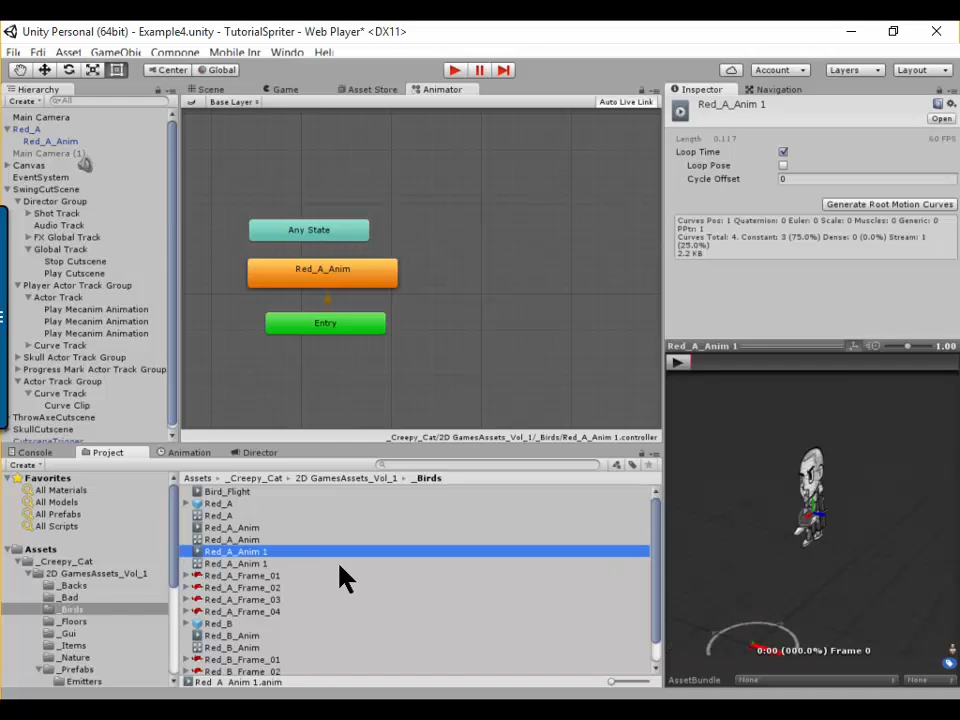 Unity Personal (64bit) - Example4.unity - TutorialSpriter - Web Player* <DX11>
Fil Edi Asset GameObje Compone Mobile Inp Windo Hel
Center Global Account Layers Layout
Hierarchy
Create All
Main Camera
Red_A
Red_A_Anim
Main Camera (1)
Canvas
EventSystem
SwingCutScene
Director Group
Shot Track
Audio Track
FX Global Track
Global Track
Stop Cutscene
Play Cutscene
Player Actor Track Group
Actor Track
Play Mecanim Animation
Play Mecanim Animation
Play Mecanim Animation
Curve Track
Skull Actor Track Group
Progress Mark Actor Track Group
Actor Track Group
Curve Track
Curve Clip
ThrowAxeCutscene
SkullCutscene
CutsceneTrigger
Scene Game Asset Store Animator
Base Layer Auto Live Link
Any State
Red_A_Anim
Entry
_Creepy_Cat/2D GamesAssets_Vol_1/_Birds/Red_A_Anim 1.controller
Inspector Navigation
Red_A_Anim 1
Open
Length 0.117 60 FPS
Loop Time
Loop Pose
Cycle Offset 0
Generate Root Motion Curves
Curves Pos: 1 Quaternion: 0 Euler: 0 Scale: 0 Muscles: 0 Generic: 0
PPtr: 1
Curves Total: 4, Constant: 3 (75.0%) Dense: 0 (0.0%) Stream: 1
(25.0%)
2.2 KB
Red_A_Anim 1 1.00
0:00 (000.0%) Frame 0
AssetBundle None None
Console Project Animation Director
Create
Favorites
All Materials
All Models
All Prefabs
All Scripts
Assets
_Creepy_Cat
2D GamesAssets_Vol_1
_Backs
_Bad
_Birds
_Floors
_Gui
_Items
_Nature
_Prefabs
Emitters
Assets _Creepy_Cat 2D GamesAssets_Vol_1 _Birds
Bird_Flight
Red_A
Red_A
Red_A_Anim
Red_A_Anim
Red_A_Anim 1
Red_A_Anim 1
Red_A_Frame_01
Red_A_Frame_02
Red_A_Frame_03
Red_A_Frame_04
Red_B
Red_B_Anim
Red_B_Anim
Red_B_Frame_01
Red_B_Frame_02
Red_A_Anim 1.anim